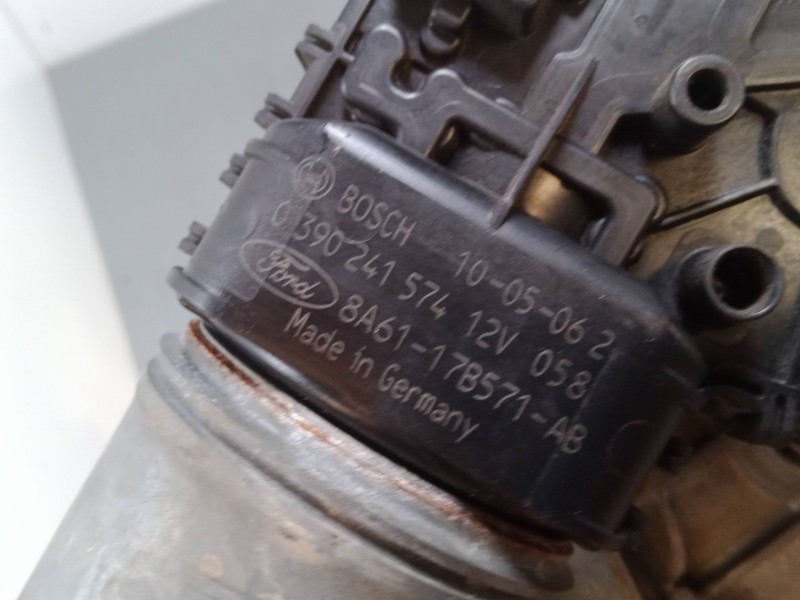 BOSCH 10-05-06 2
0 390 241 574 12V 058
Ford 8A61-17B571-AB
Made in Germany